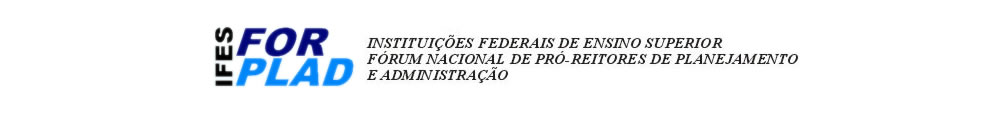 IFES
FOR
PLAD
INSTITUIÇÕES FEDERAIS DE ENSINO SUPERIOR
FÓRUM NACIONAL DE PRÓ-REITORES DE PLANEJAMENTO
E ADMINISTRAÇÃO